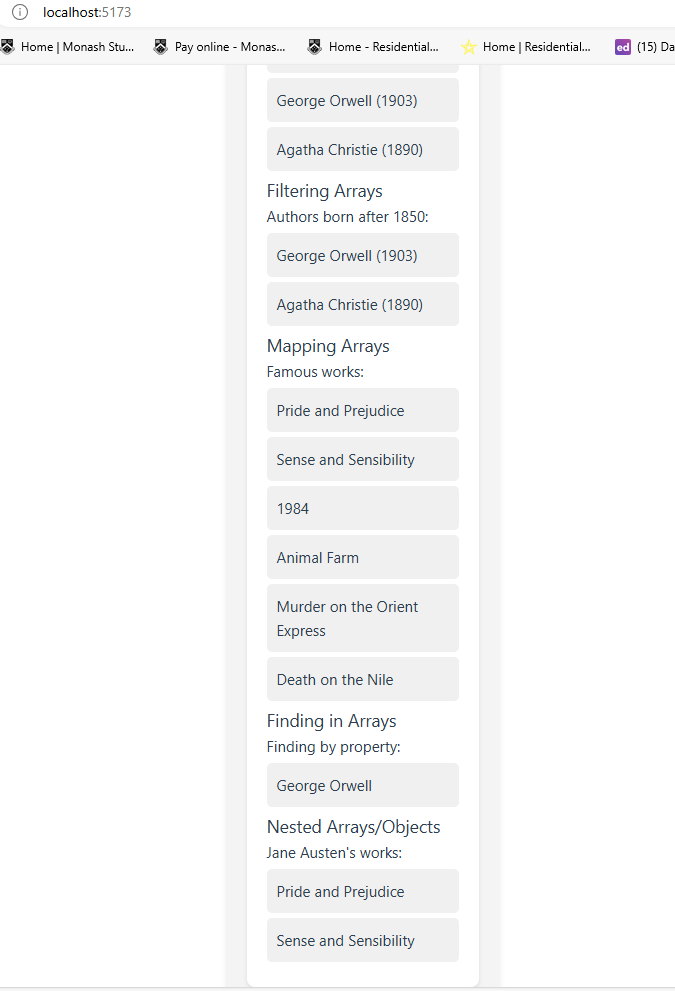 localhost:5173
Home | Monash Stu...
Pay online - Monas...
Home - Residential...
Home | Residential...
ed
(15) Da
George Orwell (1903)
Agatha Christie (1890)
Filtering Arrays
Authors born after 1850:
George Orwell (1903)
Agatha Christie (1890)
Mapping Arrays
Famous works:
Pride and Prejudice
Sense and Sensibility
1984
Animal Farm
Murder on the Orient
Express
Death on the Nile
Finding in Arrays
Finding by property:
George Orwell
Nested Arrays/Objects
Jane Austen's works:
Pride and Prejudice
Sense and Sensibility